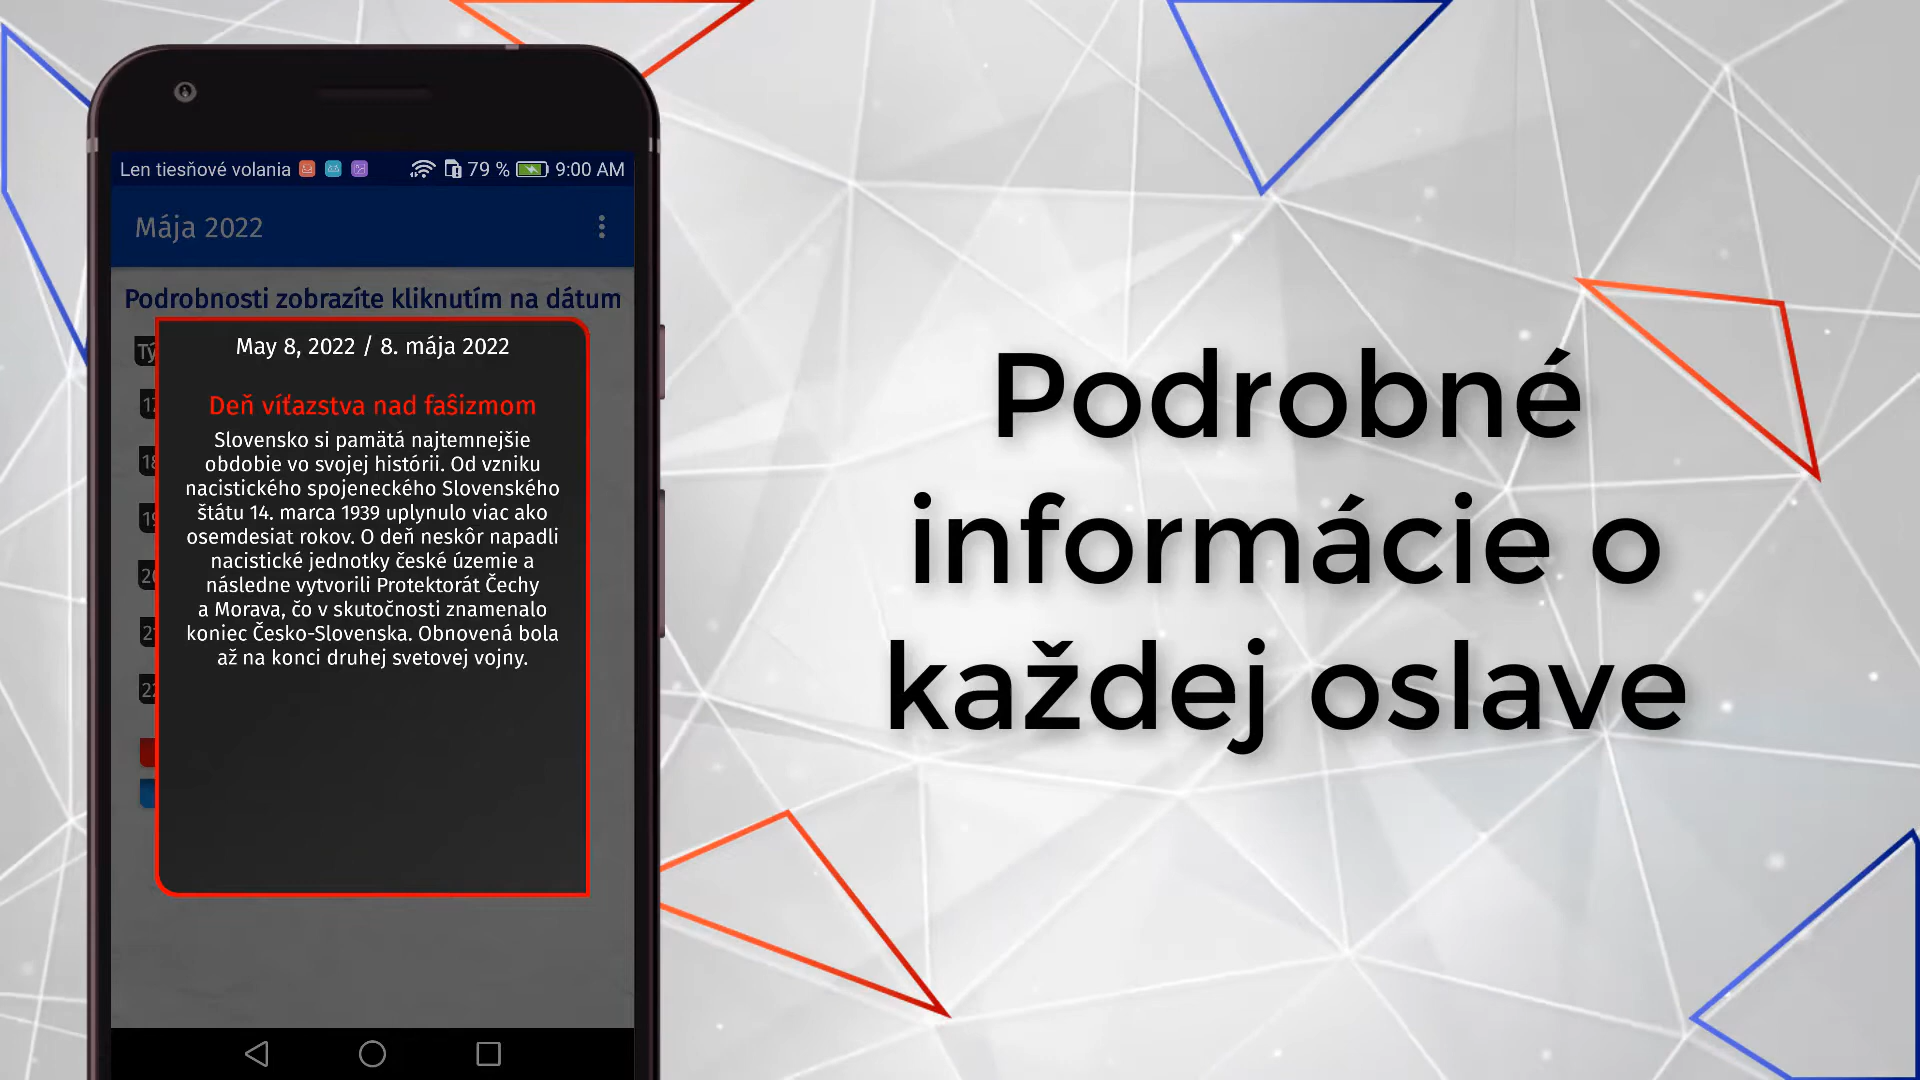 Len tiesňové volania 79 % 9:00 AM
Mája 2022
Podrobnosti zobrazíte kliknutím na dátum
May 8, 2022 / 8. mája 2022
Deň víťazstva nad faŝizmom
Slovensko si pamätá najtemnejšie
obdobie vo svojej histórii. Od vzniku
nacistického spojeneckého Slovenského
štátu 14. marca 1939 uplynulo viac ako
osemdesiat rokov. O deň neskôr napadli
nacistické jednotky české územie a
následne vytvorili Protektorát Čechy
a Morava, čo v skutočnosti znamenalo
koniec Česko-Slovenska. Obnovená bola
až na konci druhej svetovej vojny.
Podrobné
informácie o
každej oslave